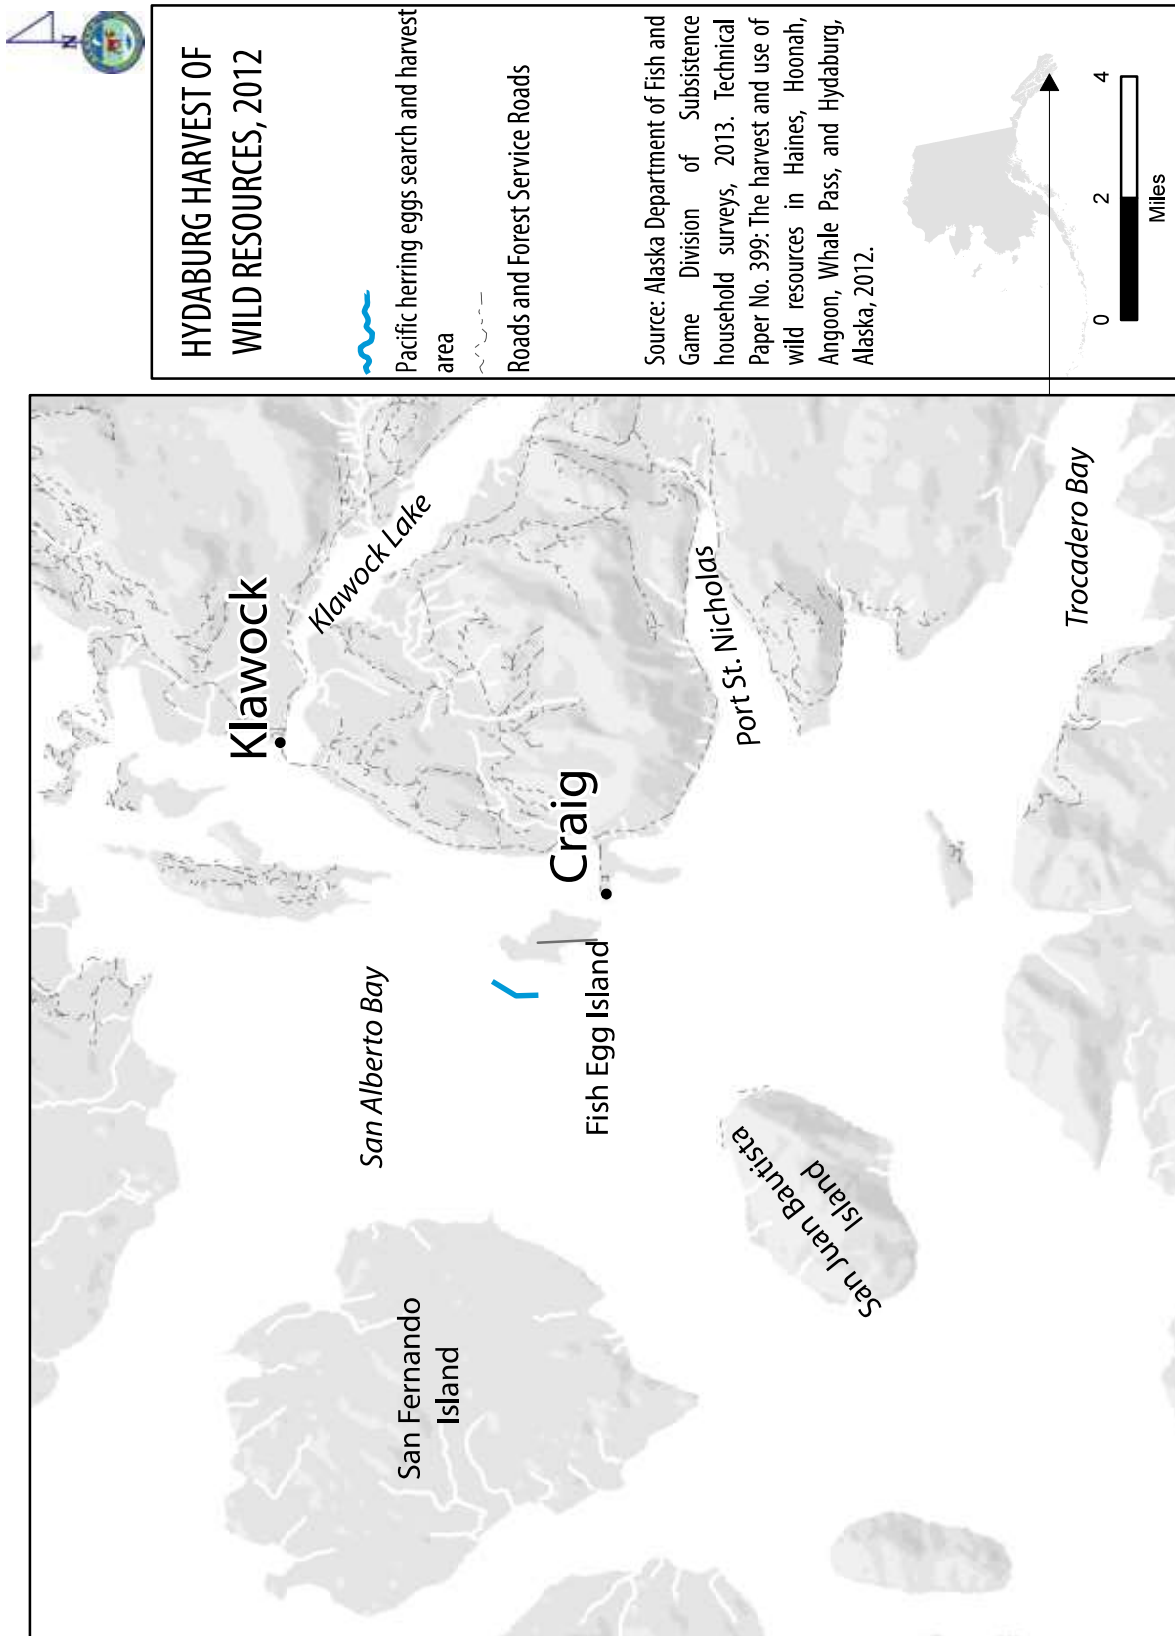 HYDABURG HARVEST OF
WILD RESOURCES, 2012
Pacific herring eggs search and harvest
area
Roads and Forest Service Roads
Source: Alaska Department of Fish and
Game Division of Subsistence
household surveys, 2013. Technical
Paper No. 399: The harvest and use of
wild resources in Haines, Hoonah,
Angoon, Whale Pass, and Hydaburg,
Alaska, 2012.
0 2 4
Miles
N
Klawock
Klawock Lake
Craig
Port St. Nicholas
Trocadero Bay
San Alberto Bay
Fish Egg Island
San Juan Bautista
Island
San Fernando
Island